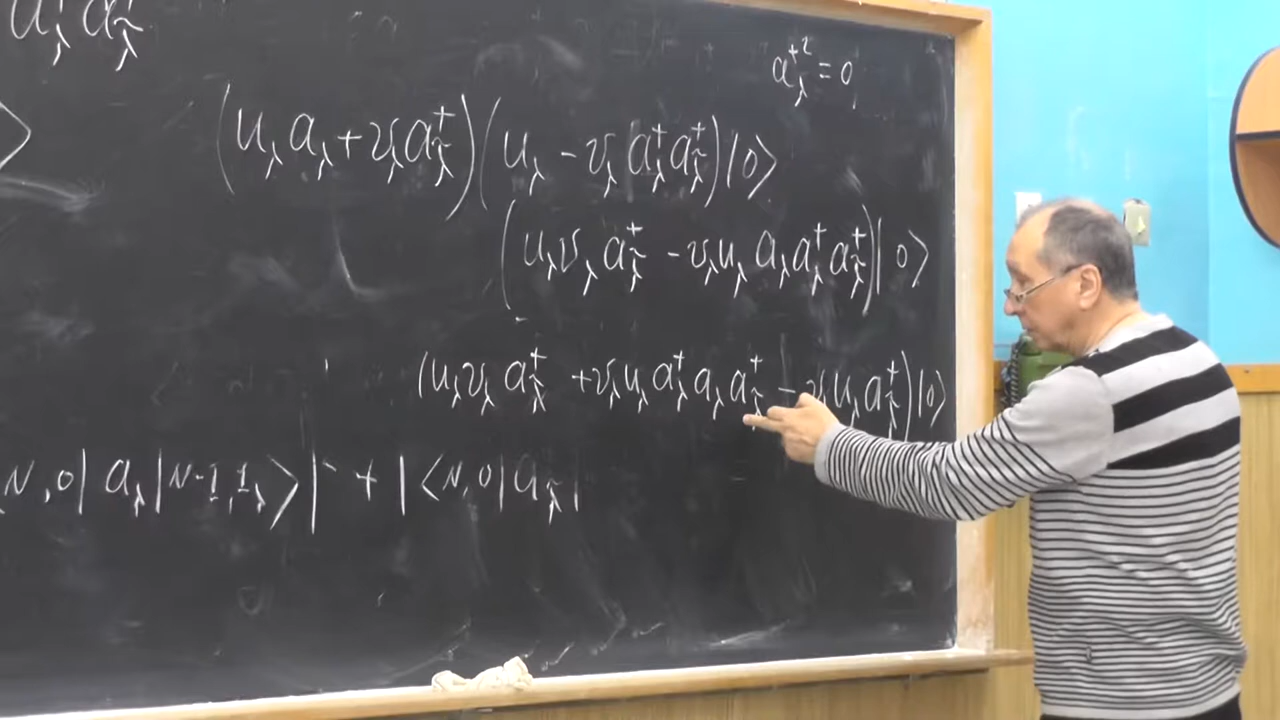 u_λ a_λ̃
a_λ^{+2} = 0,
(u_λ a_λ + v_λ a_λ̃^+)(u_λ - v_λ a_λ^+ a_λ̃^+)|0⟩
(u_λ v_λ a_λ̃^+ - v_λ u_λ a_λ a_λ^+ a_λ̃^+)|0⟩
(u_λ v_λ a_λ̃^+ + v_λ u_λ a_λ^+ a_λ a_λ̃^+ - v_λ u_λ a_λ̃^+)|0⟩
N,0| a_λ |N-1,1_λ⟩| + |⟨N,0| a_λ̃ |